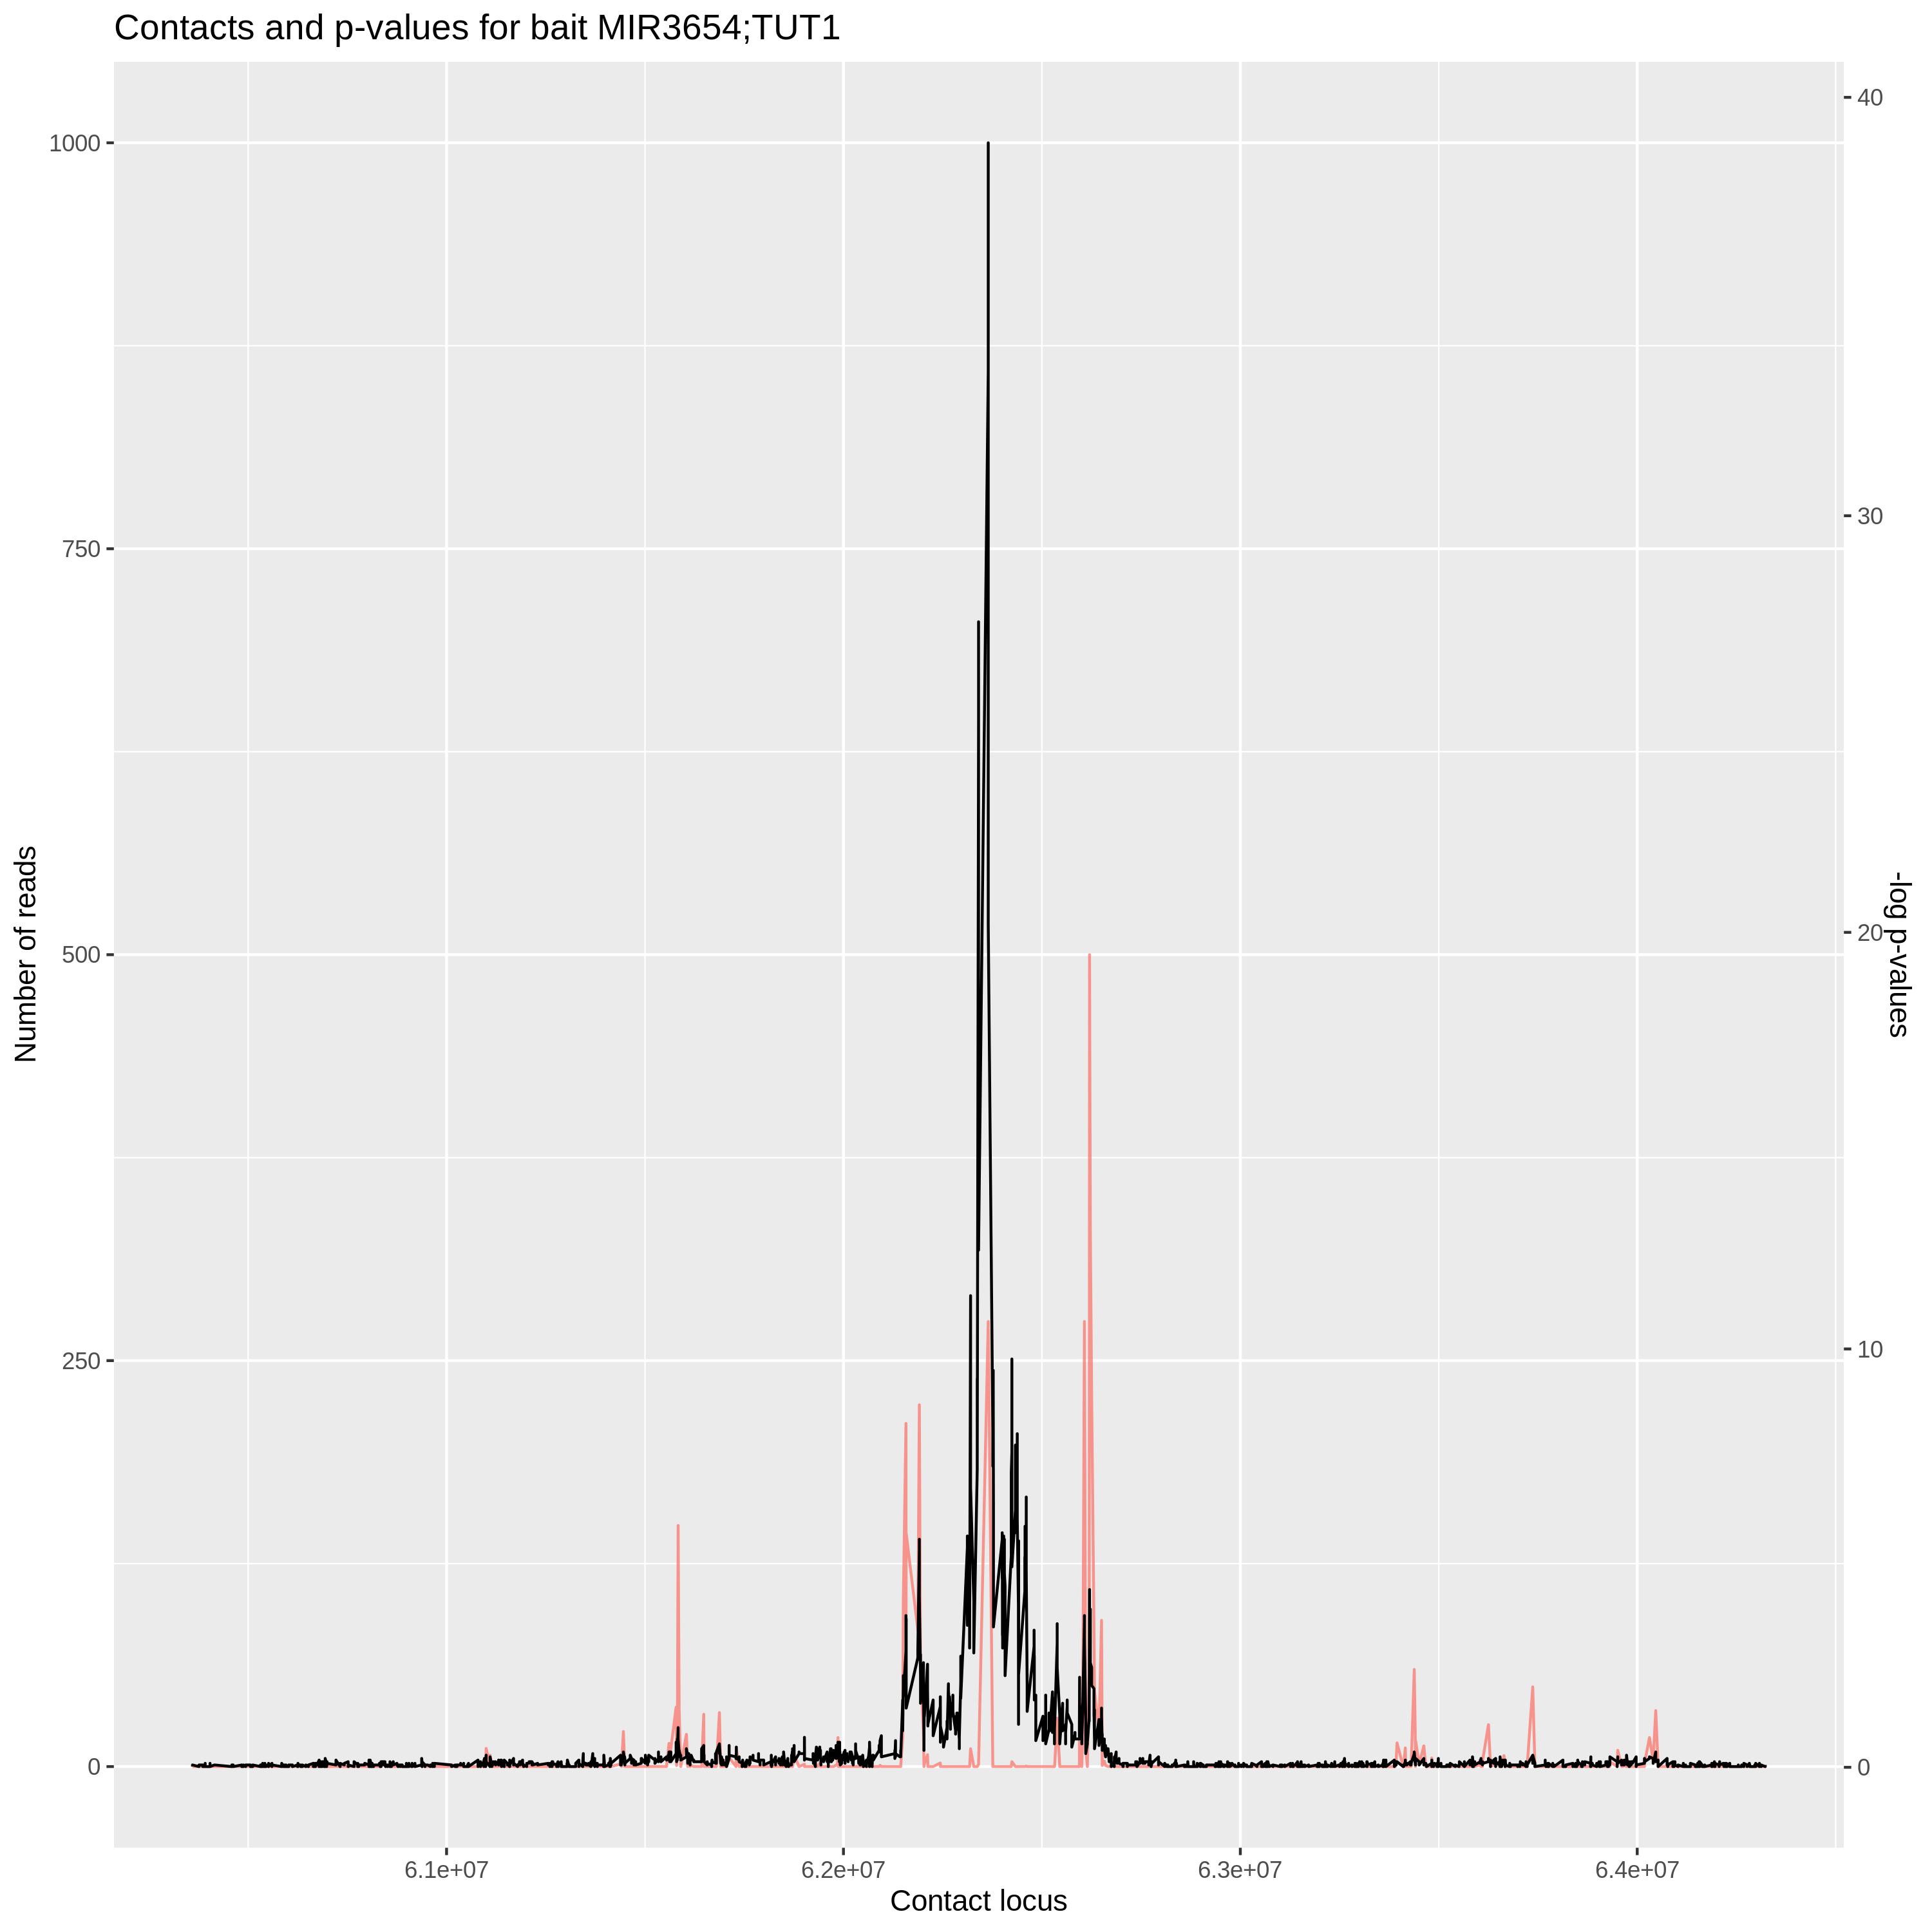 Contacts and p-values for bait MIR3654;TUT1
1000
750
500
250
0
Number of reads
40
30
20
10
0
-log p-values
6.1e+07
6.2e+07
6.3e+07
6.4e+07
Contact locus